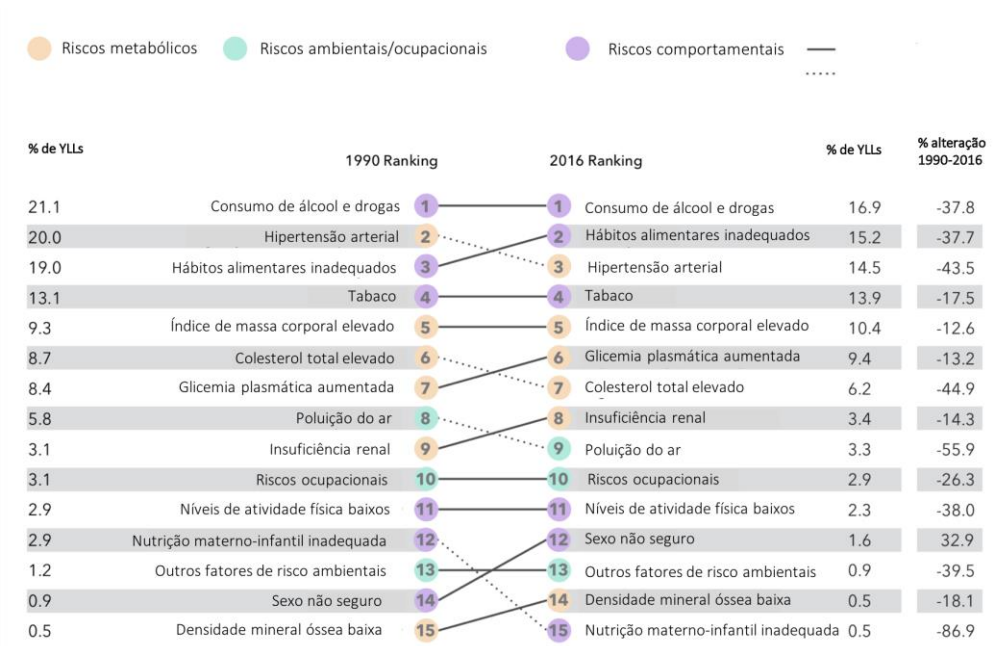 Riscos metabólicos Riscos ambientais/ocupacionais Riscos comportamentais
% de YLLs 1990 Ranking 2016 Ranking % de YLLs % alteração 1990-2016
21.1 Consumo de álcool e drogas 1 1 Consumo de álcool e drogas 16.9 -37.8
20.0 Hipertensão arterial 2 2 Hábitos alimentares inadequados 15.2 -37.7
19.0 Hábitos alimentares inadequados 3 3 Hipertensão arterial 14.5 -43.5
13.1 Tabaco 4 4 Tabaco 13.9 -17.5
9.3 Índice de massa corporal elevado 5 5 Índice de massa corporal elevado 10.4 -12.6
8.7 Colesterol total elevado 6 6 Glicemia plasmática aumentada 9.4 -13.2
8.4 Glicemia plasmática aumentada 7 7 Colesterol total elevado 6.2 -44.9
5.8 Poluição do ar 8 8 Insuficiência renal 3.4 -14.3
3.1 Insuficiência renal 9 9 Poluição do ar 3.3 -55.9
3.1 Riscos ocupacionais 10 10 Riscos ocupacionais 2.9 -26.3
2.9 Níveis de atividade física baixos 11 11 Níveis de atividade física baixos 2.3 -38.0
2.9 Nutrição materno-infantil inadequada 12 12 Sexo não seguro 1.6 32.9
1.2 Outros fatores de risco ambientais 13 13 Outros fatores de risco ambientais 0.9 -39.5
0.9 Sexo não seguro 14 14 Densidade mineral óssea baixa 0.5 -18.1
0.5 Densidade mineral óssea baixa 15 15 Nutrição materno-infantil inadequada 0.5 -86.9